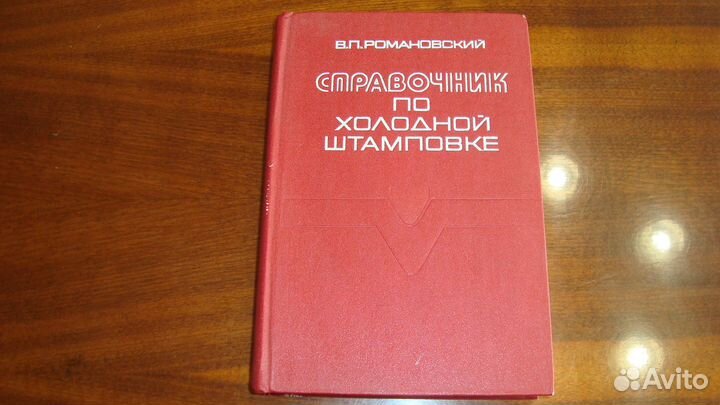 В.П.РОМАНОВСКИЙ
СПРАВОЧНИК
ПО
ХОЛОДНОЙ
ШТАМПОВКЕ
Avito